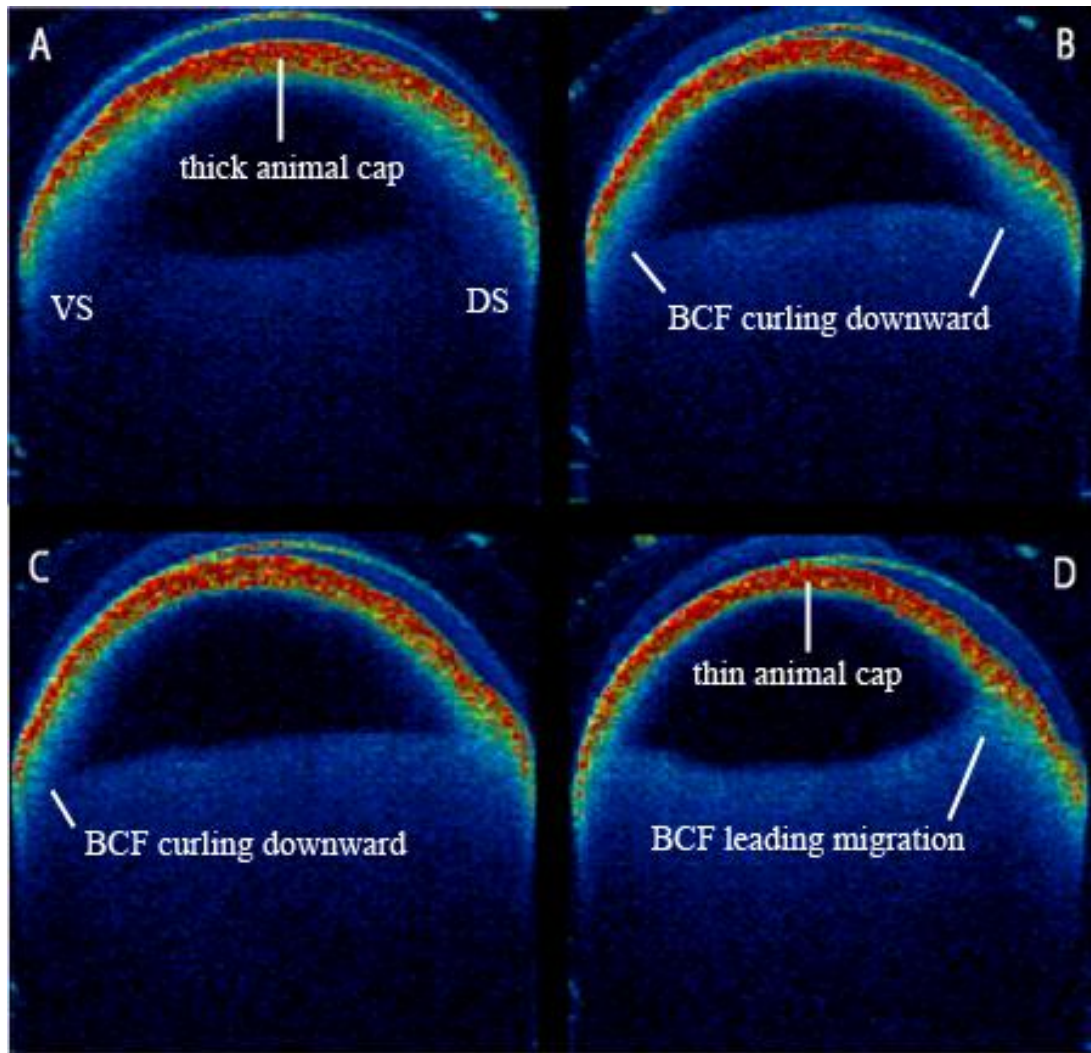 A
thick animal cap
VS
DS
B
BCF curling downward
C
BCF curling downward
D
thin animal cap
BCF leading migration